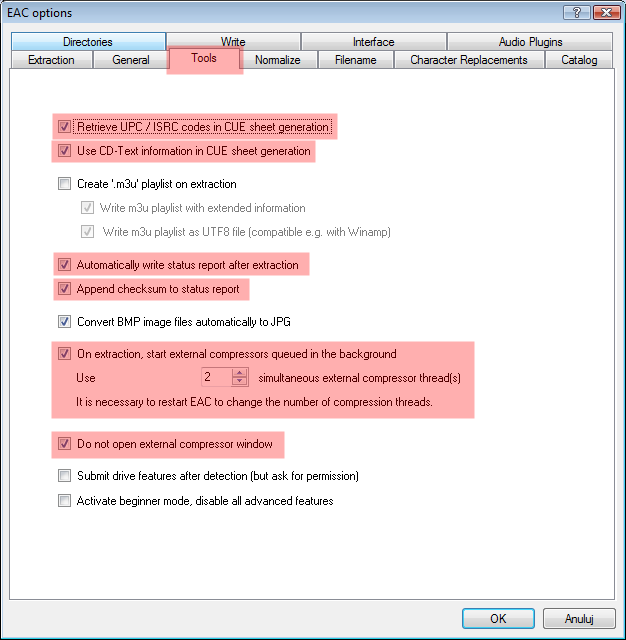 EAC options
Directories Write Interface Audio Plugins
Extraction General Tools Normalize Filename Character Replacements Catalog
Retrieve UPC / ISRC codes in CUE sheet generation
Use CD-Text information in CUE sheet generation
Create '.m3u' playlist on extraction
Write m3u playlist with extended information
Write m3u playlist as UTF8 file (compatible e.g. with Winamp)
Automatically write status report after extraction
Append checksum to status report
Convert BMP image files automatically to JPG
On extraction, start external compressors queued in the background
Use 2 simultaneous external compressor thread(s)
It is necessary to restart EAC to change the number of compression threads.
Do not open external compressor window
Submit drive features after detection (but ask for permission)
Activate beginner mode, disable all advanced features
OK Anuluj